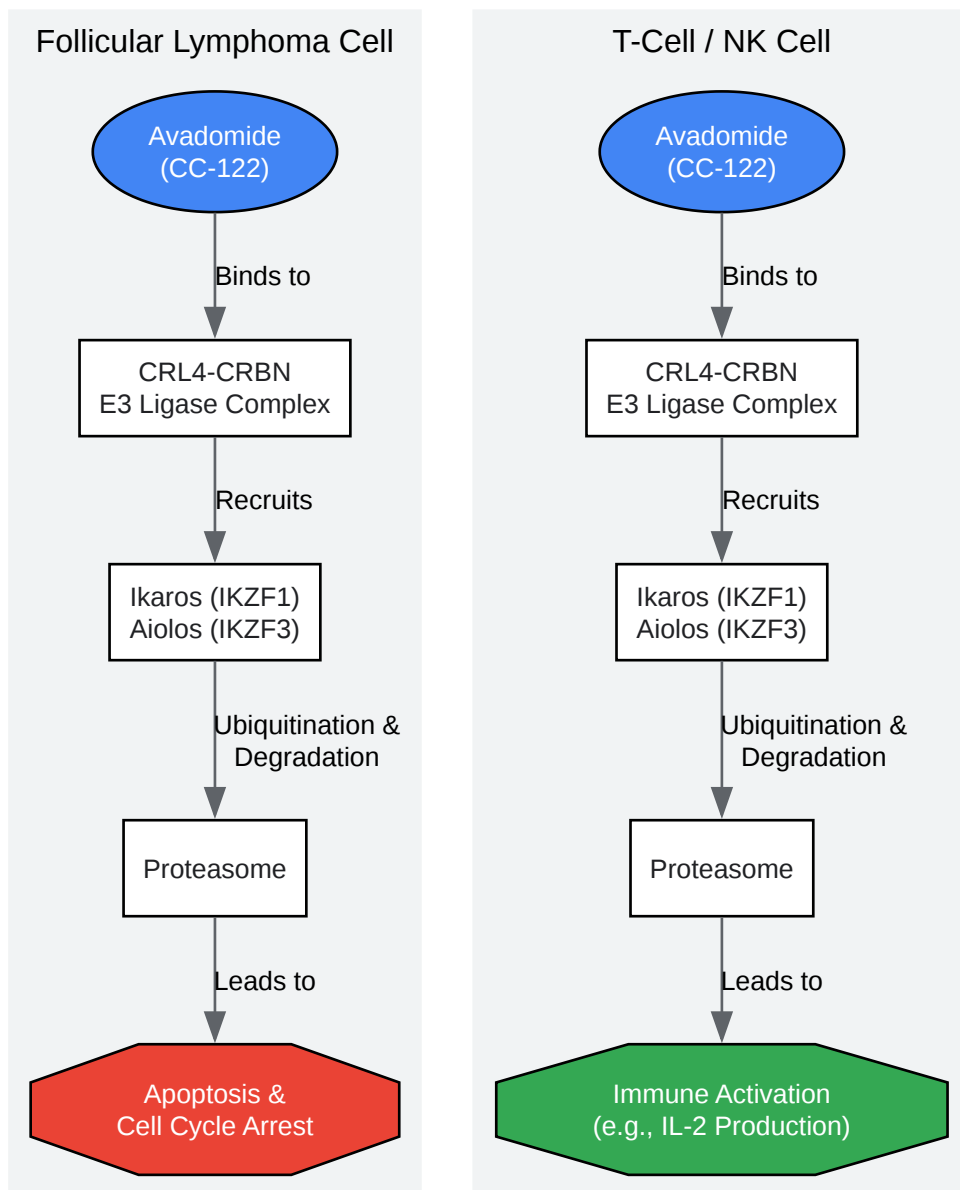 Follicular Lymphoma Cell
Avadomide
(CC-122)
Binds to
CRL4-CRBN
E3 Ligase Complex
Recruits
Ikaros (IKZF1)
Aiolos (IKZF3)
Ubiquitination &
Degradation
Proteasome
Leads to
Apoptosis &
Cell Cycle Arrest
T-Cell / NK Cell
Avadomide
(CC-122)
Binds to
CRL4-CRBN
E3 Ligase Complex
Recruits
Ikaros (IKZF1)
Aiolos (IKZF3)
Ubiquitination &
Degradation
Proteasome
Leads to
Immune Activation
(e.g., IL-2 Production)